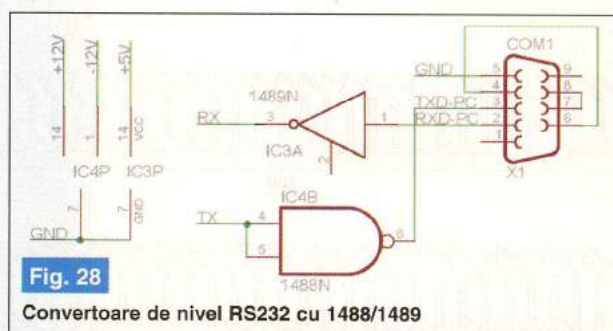 +12V
-12V
+5V
14
1
14
VCC
IC4P
IC3P
7
7
GND
GND
1489N
RX
3
1
2
IC3A
IC4B
TX
4
5
6
1488N
COM1
GND
TXD-PC
RXD-PC
5
4
3
2
1
9
8
7
6
X1
Fig. 28
Convertoare de nivel RS232 cu 1488/1489